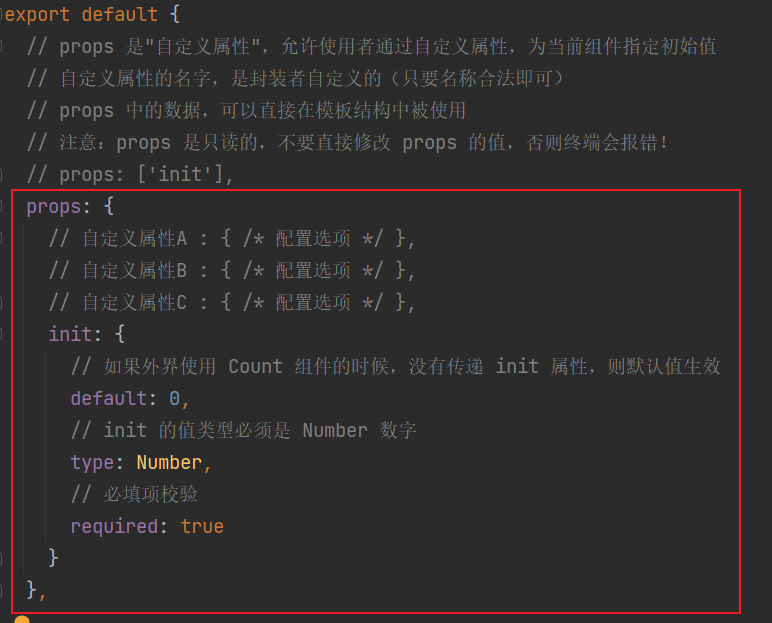 export default {
// props 是"自定义属性"，允许使用者通过自定义属性，为当前组件指定初始值
// 自定义属性的名字，是封装者自定义的（只要名称合法即可）
// props 中的数据，可以直接在模板结构中被使用
// 注意：props 是只读的，不要直接修改 props 的值，否则终端会报错！
// props: ['init'],
props: {
// 自定义属性A : { /* 配置选项 */ },
// 自定义属性B : { /* 配置选项 */ },
// 自定义属性C : { /* 配置选项 */ },
init: {
// 如果外界使用 Count 组件的时候，没有传递 init 属性，则默认值生效
default: 0,
// init 的值类型必须是 Number 数字
type: Number,
// 必填项校验
required: true
}
},